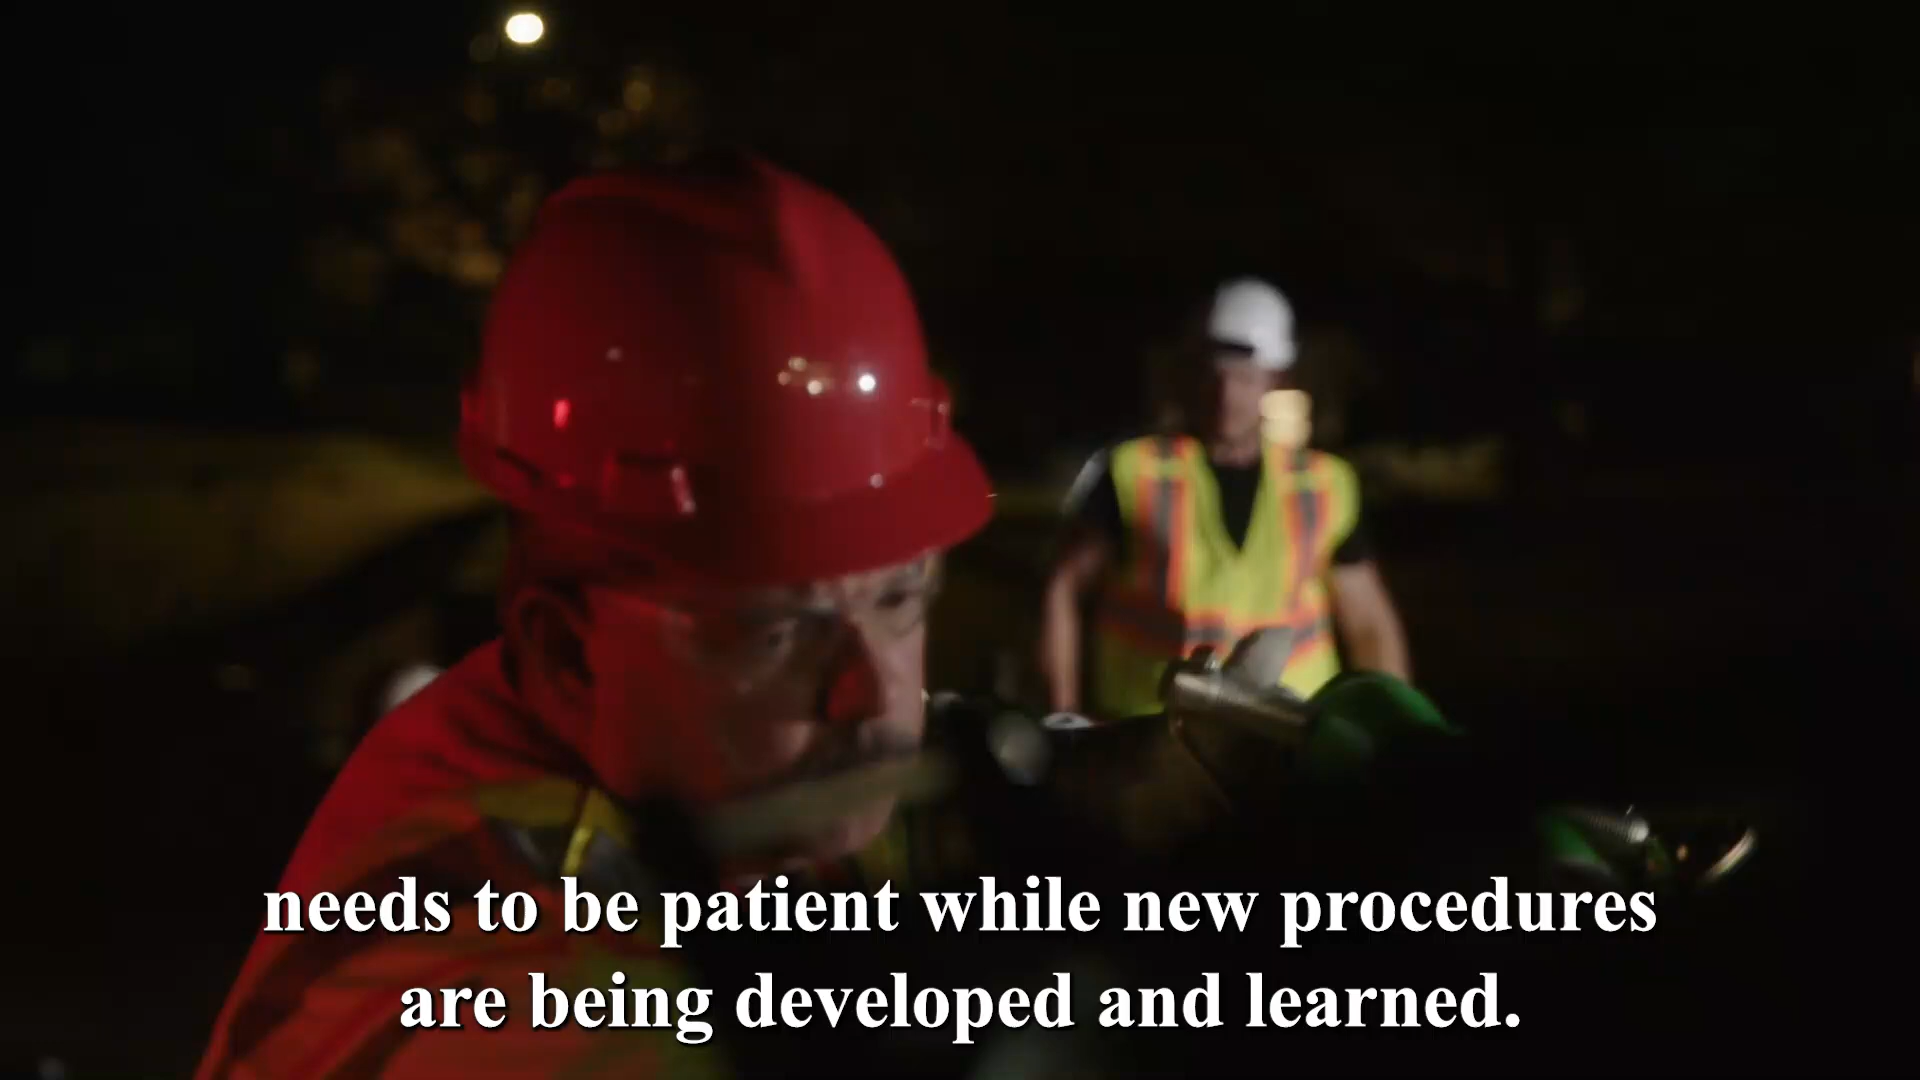 needs to be patient while new procedures
are being developed and learned.